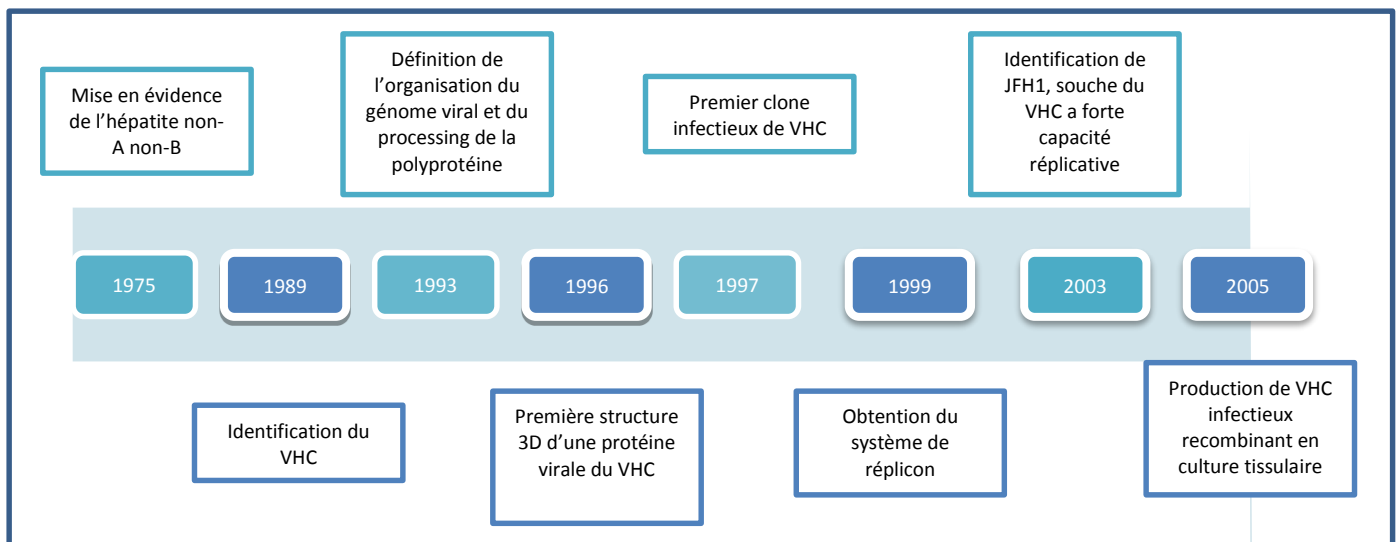 Mise en évidence
de l'hépatite non-
A non-B
Définition de
l'organisation du
génome viral et du
processing de la
polyprotéine
Premier clone
infectieux de VHC
Identification de
JFH1, souche du
VHC a forte
capacité
réplicative
1975
1989
1993
1996
1997
1999
2003
2005
Identification du
VHC
Première structure
3D d'une protéine
virale du VHC
Obtention du
système de
réplicon
Production de VHC
infectieux
recombinant en
culture tissulaire